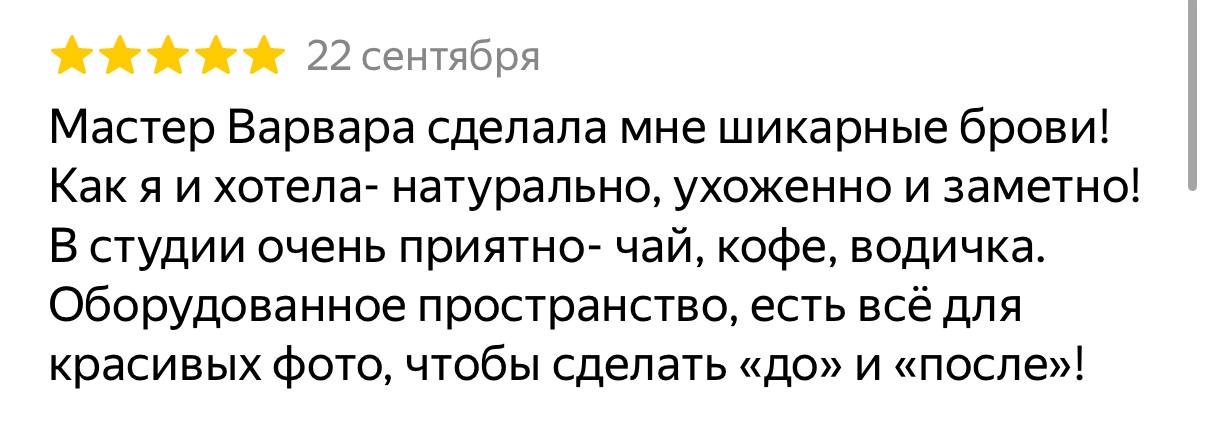 22 сентября
Мастер Варвара сделала мне шикарные брови!
Как я и хотела- натурально, ухоженно и заметно!
В студии очень приятно- чай, кофе, водичка.
Оборудованное пространство, есть всё для
красивых фото, чтобы сделать «до» и «после»!